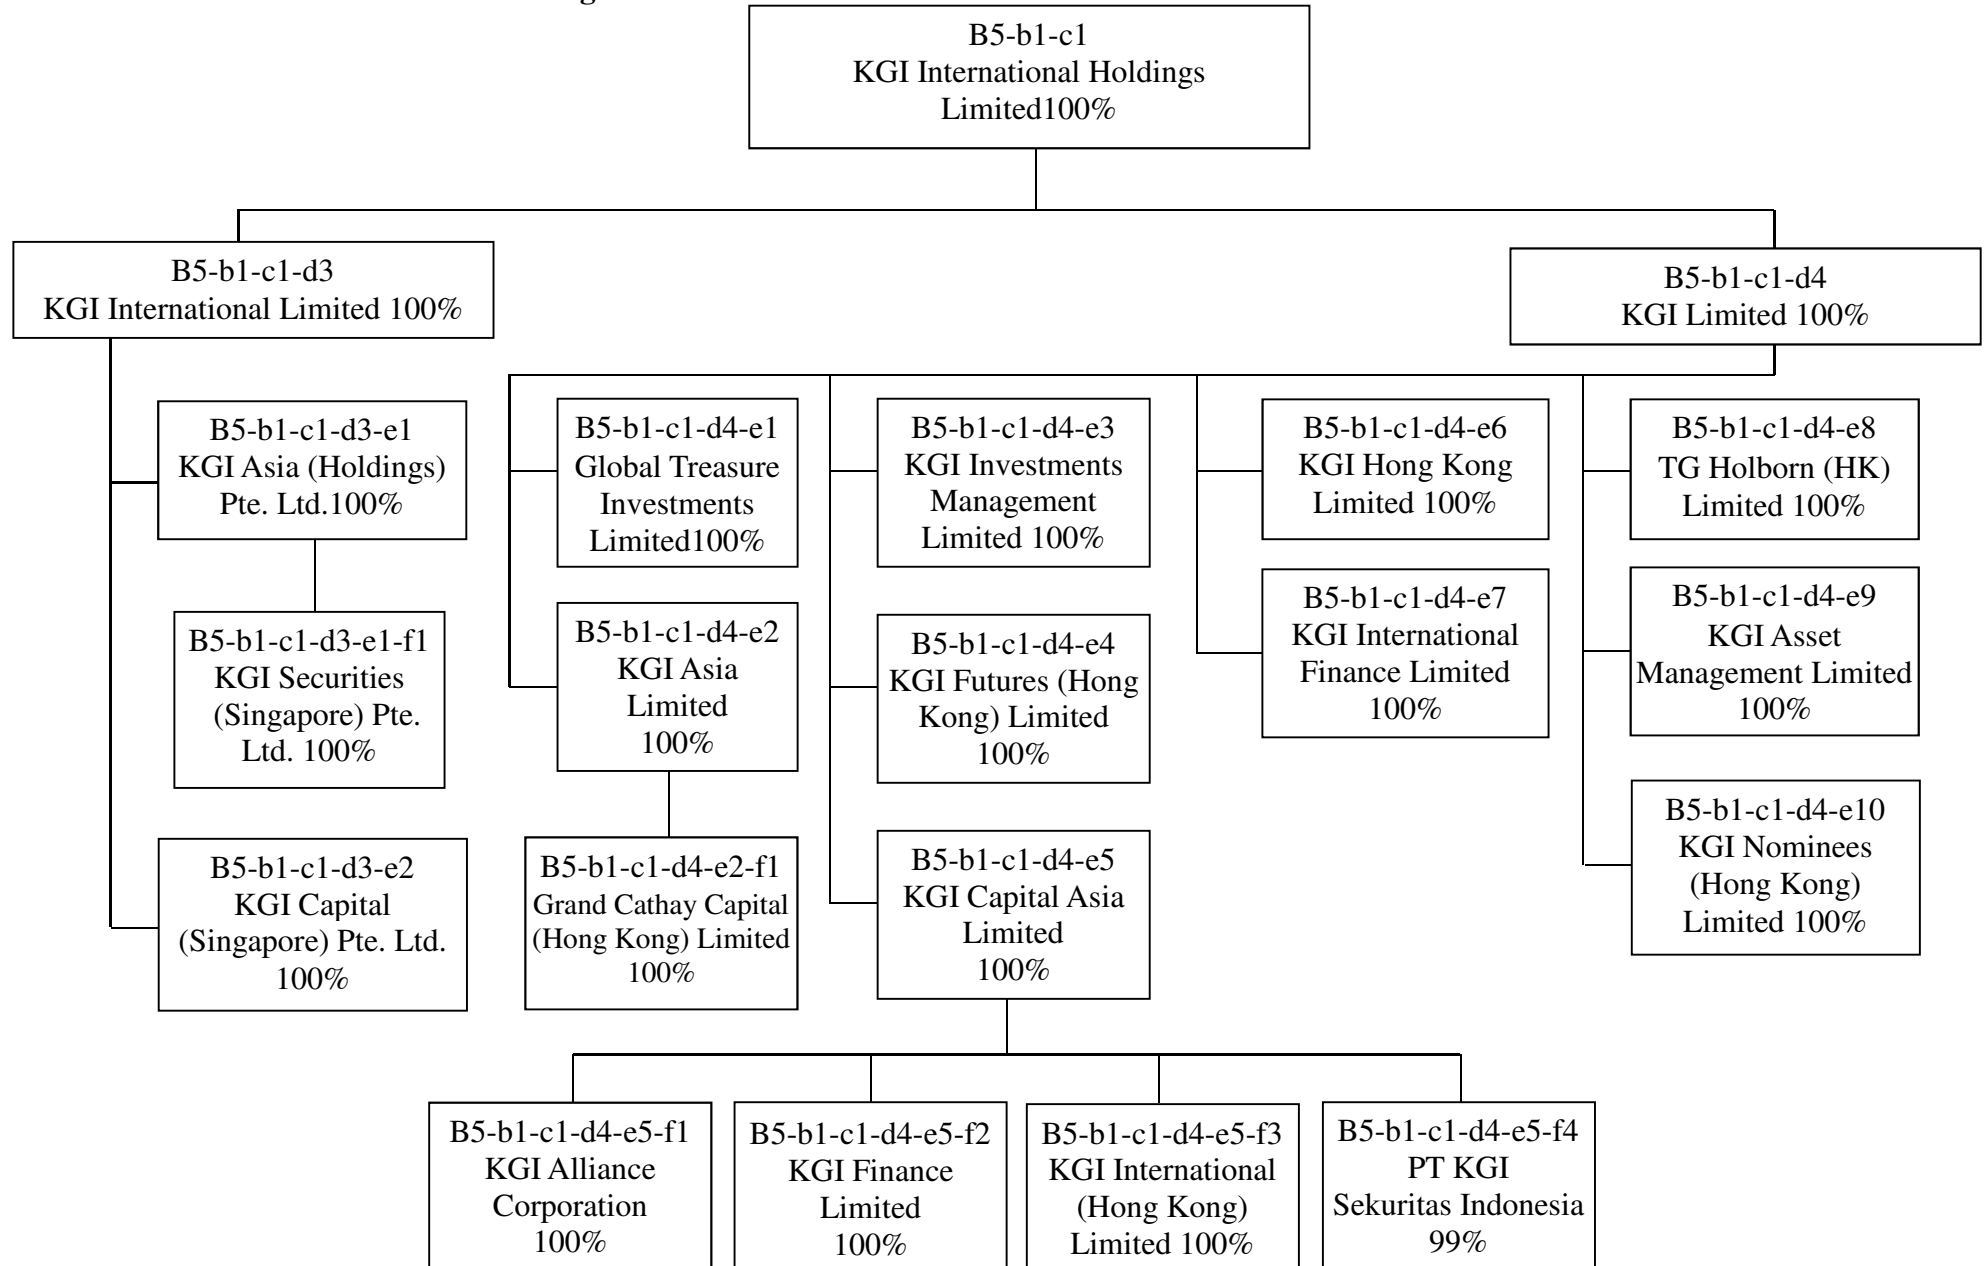 B5-b1-c1
KGI International Holdings
Limited100%
B5-b1-c1-d3
KGI International Limited 100%
B5-b1-c1-d4
KGI Limited 100%
B5-b1-c1-d3-e1
KGI Asia (Holdings)
Pte. Ltd.100%
B5-b1-c1-d3-e1-f1
KGI Securities
(Singapore) Pte.
Ltd. 100%
B5-b1-c1-d3-e2
KGI Capital
(Singapore) Pte. Ltd.
100%
B5-b1-c1-d4-e1
Global Treasure
Investments
Limited100%
B5-b1-c1-d4-e2
KGI Asia
Limited
100%
B5-b1-c1-d4-e2-f1
Grand Cathay Capital
(Hong Kong) Limited
100%
B5-b1-c1-d4-e3
KGI Investments
Management
Limited 100%
B5-b1-c1-d4-e4
KGI Futures (Hong
Kong) Limited
100%
B5-b1-c1-d4-e5
KGI Capital Asia
Limited
100%
B5-b1-c1-d4-e6
KGI Hong Kong
Limited 100%
B5-b1-c1-d4-e7
KGI International
Finance Limited
100%
B5-b1-c1-d4-e8
TG Holborn (HK)
Limited 100%
B5-b1-c1-d4-e9
KGI Asset
Management Limited
100%
B5-b1-c1-d4-e10
KGI Nominees
(Hong Kong)
Limited 100%
B5-b1-c1-d4-e5-f1
KGI Alliance
Corporation
100%
B5-b1-c1-d4-e5-f2
KGI Finance
Limited
100%
B5-b1-c1-d4-e5-f3
KGI International
(Hong Kong)
Limited 100%
B5-b1-c1-d4-e5-f4
PT KGI
Sekuritas Indonesia
99%